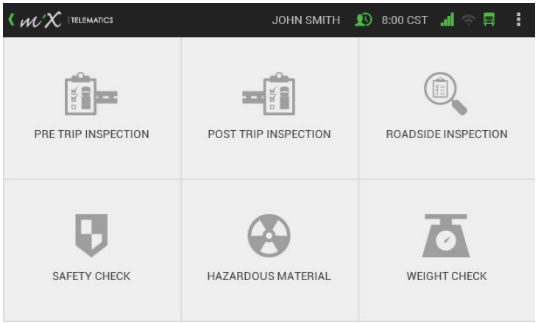 MiX TELEMATICS JOHN SMITH 8:00 CST
PRE TRIP INSPECTION POST TRIP INSPECTION ROADSIDE INSPECTION
SAFETY CHECK HAZARDOUS MATERIAL WEIGHT CHECK